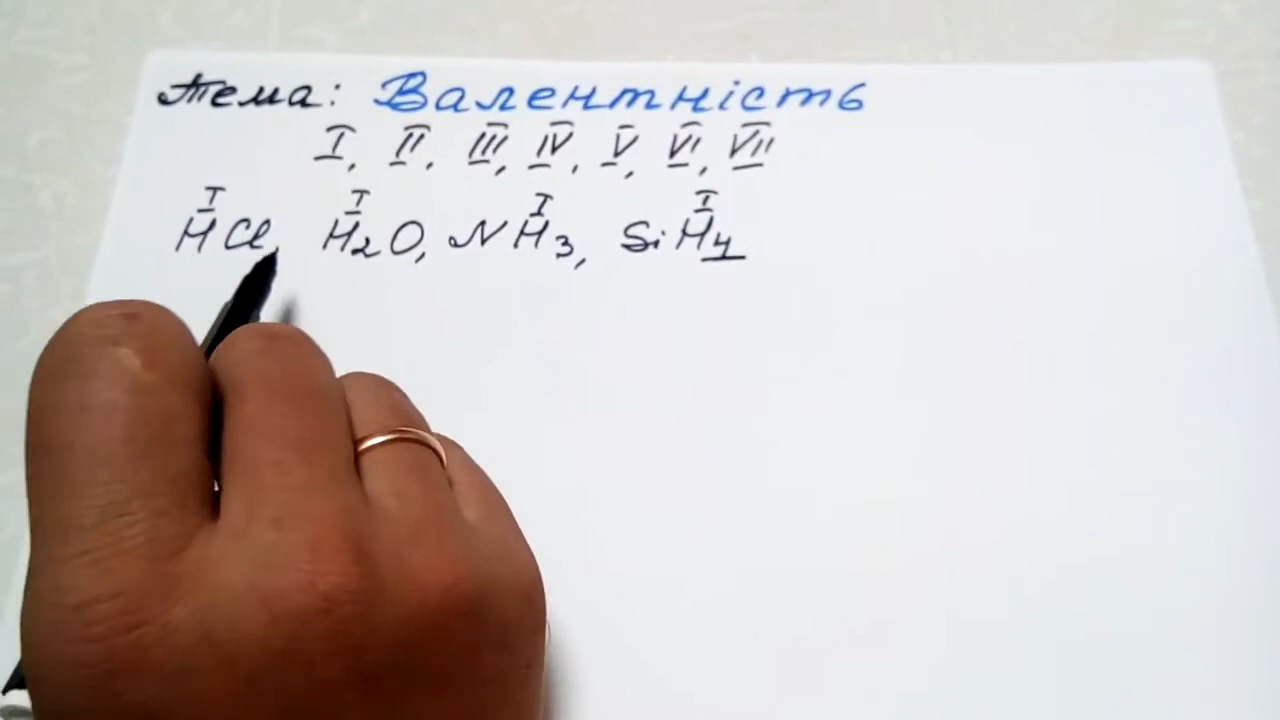 Тема: Валентність
I, II, III, IV, V, VI, VII
I I I I
HCl, H₂O, NH₃, SiH₄